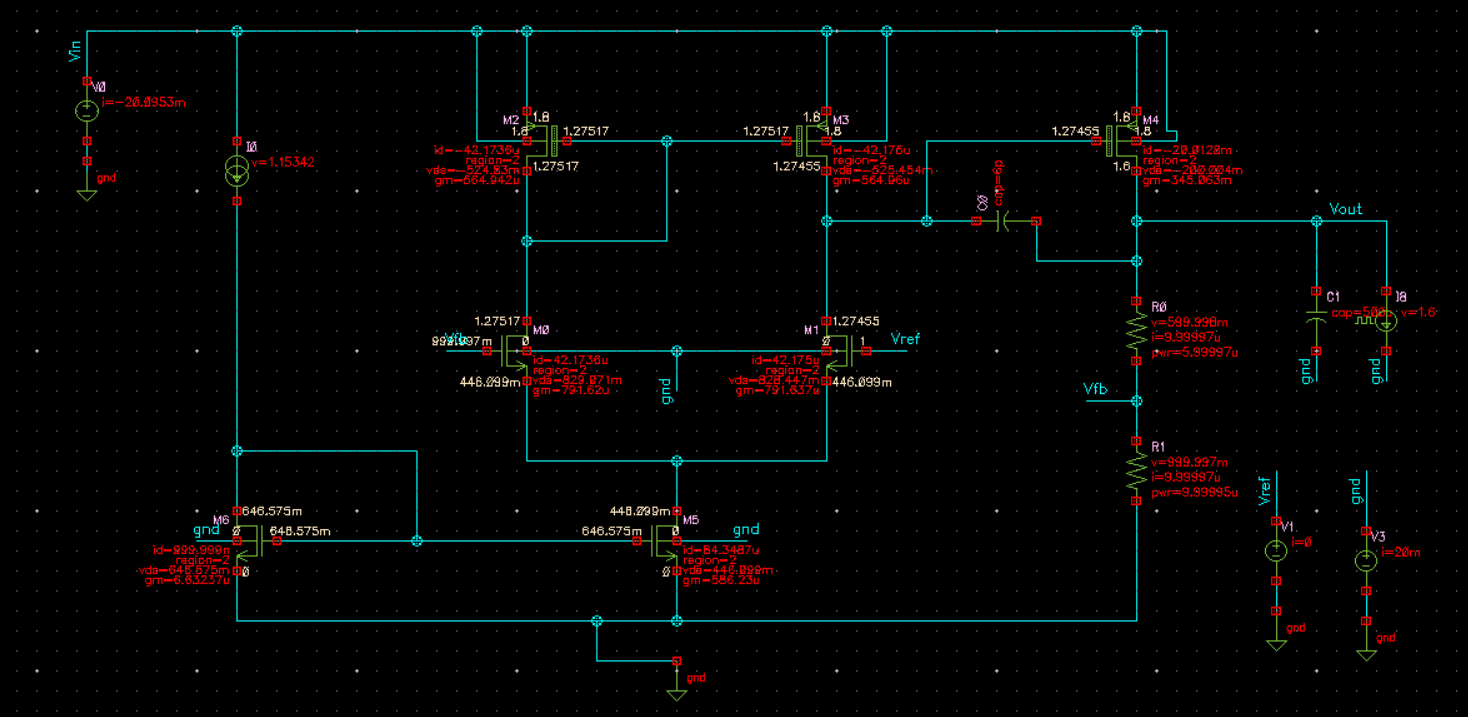 Vin
V0
i=-20.0953m
gnd
I0
v=1.15342
M2
1.8
1.8
1.27517
id=-42.1736u
region=2
vds=-524.83m
gm=564.942u
1.27517
M3
1.8
1.8
1.27517
1.27455
id=-42.175u
region=2
vds=-525.454m
gm=564.96u
M4
1.8
1.8
1.27455
id=-20.0128m
region=2
vds=-200.004m
gm=345.063m
1.6
C0
cap=6p
Vout
1.27517
M0
Vfb
0
446.099m
id=42.1736u
region=2
vds=829.071m
gm=791.62u
gnd
1.27455
M1
0
1
Vref
446.099m
id=42.175u
region=2
vds=828.447m
gm=791.637u
R0
v=599.998m
i=9.99997u
pwr=5.99997u
C1
gnd
I8
v=1.6
gnd
Vfb
R1
v=999.997m
i=9.99997u
pwr=9.99995u
M6
646.575m
gnd
0
646.575m
id=999.999n
region=2
vds=646.575m
gm=6.63237u
0
446.099m
M5
646.575m
0
gnd
id=84.3487u
region=2
vds=446.099m
gm=586.23u
0
gnd
Vref
V1
i=0
gnd
gnd
V3
i=20m
gnd